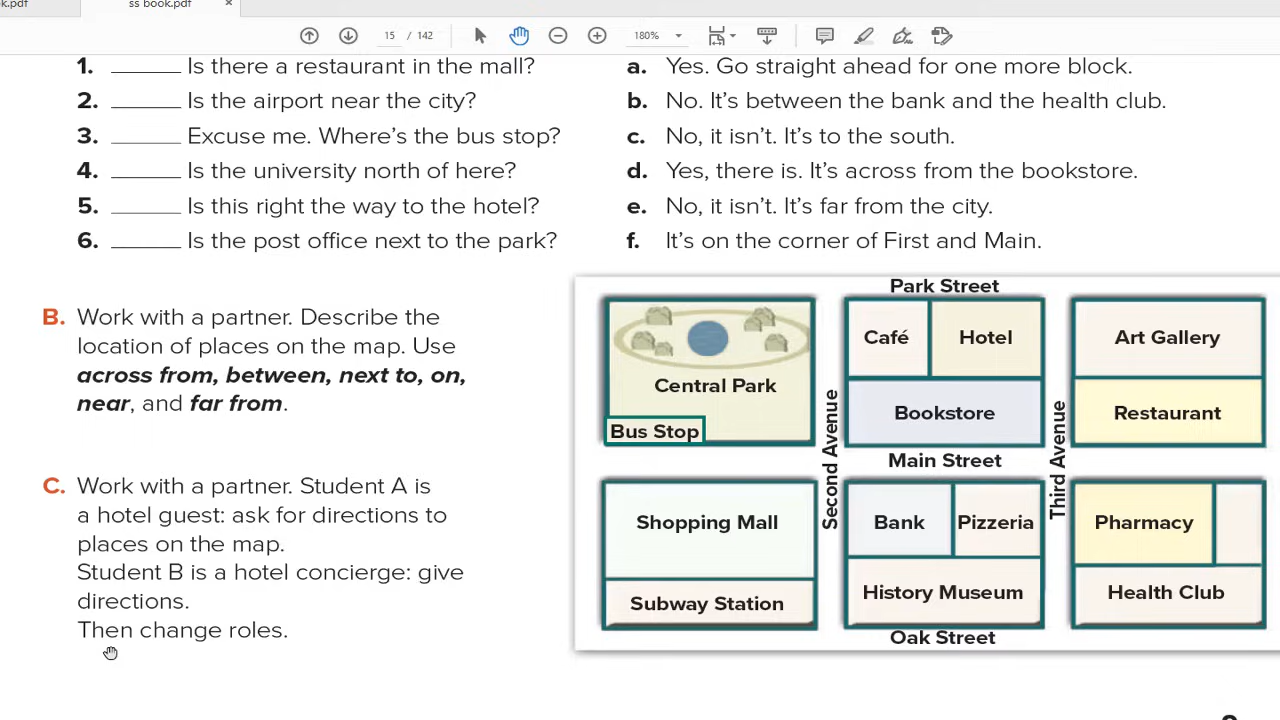 k.pdf ss book.pdf ×
15 / 142 180%
1. ______ Is there a restaurant in the mall? a. Yes. Go straight ahead for one more block.
2. ______ Is the airport near the city? b. No. It's between the bank and the health club.
3. ______ Excuse me. Where's the bus stop? c. No, it isn't. It's to the south.
4. ______ Is the university north of here? d. Yes, there is. It's across from the bookstore.
5. ______ Is this right the way to the hotel? e. No, it isn't. It's far from the city.
6. ______ Is the post office next to the park? f. It's on the corner of First and Main.
B. Work with a partner. Describe the
location of places on the map. Use
across from, between, next to, on,
near, and far from.
C. Work with a partner. Student A is
a hotel guest: ask for directions to
places on the map.
Student B is a hotel concierge: give
directions.
Then change roles.
Park Street
Café Hotel Art Gallery
Central Park
Bookstore Restaurant
Bus Stop
Second Avenue
Main Street
Third Avenue
Shopping Mall Bank Pizzeria Pharmacy
Subway Station History Museum Health Club
Oak Street